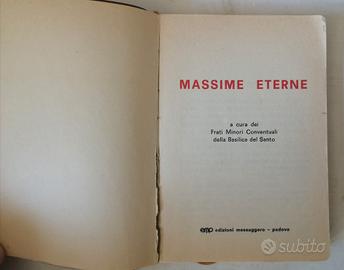 MASSIME ETERNE
a cura dei
Frati Minori Conventuali
della Basilica del Santo
emp edizioni messaggero – padova
subito